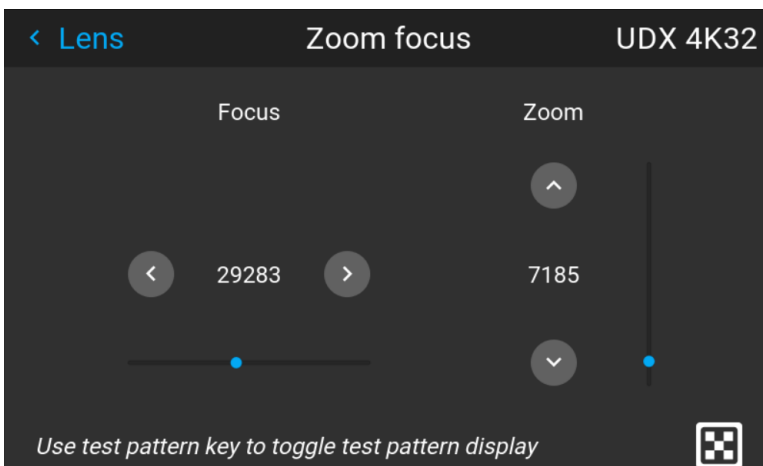 Lens
Zoom focus
UDX 4K32
Focus
Zoom
29283
7185
Use test pattern key to toggle test pattern display